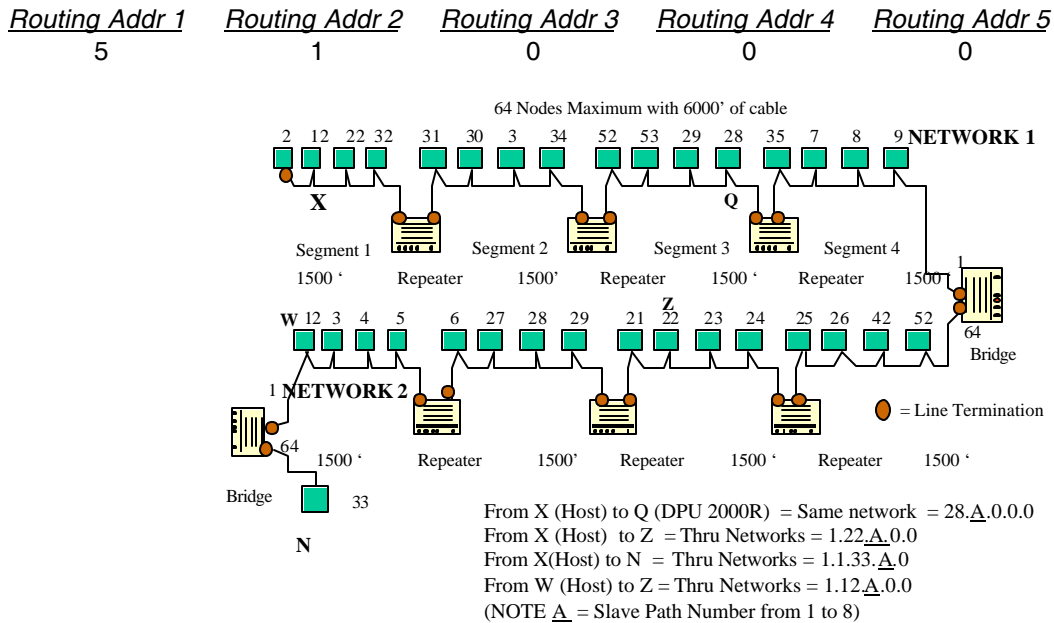 Routing Addr 1 Routing Addr 2 Routing Addr 3 Routing Addr 4 Routing Addr 5
5 1 0 0 0
64 Nodes Maximum with 6000' of cable
2 12 22 32 31 30 3 34 52 53 29 28 35 7 8 9 NETWORK 1
X Q
Segment 1 Segment 2 Segment 3 Segment 4
1500 ‘ Repeater 1500’ Repeater 1500 ‘ Repeater 1500 ‘ 1
Z
W 12 3 4 5 6 27 28 29 21 22 23 24 25 26 42 52 64
Bridge
1 NETWORK 2
= Line Termination
64
1500 ‘ Repeater 1500’ Repeater 1500 ‘ Repeater 1500 ‘
Bridge 33
N
From X (Host) to Q (DPU 2000R) = Same network = 28.A.0.0.0
From X (Host) to Z = Thru Networks = 1.22.A.0.0
From X(Host) to N = Thru Networks = 1.1.33.A.0
From W (Host) to Z = Thru Networks = 1.12.A.0.0
(NOTE A = Slave Path Number from 1 to 8)